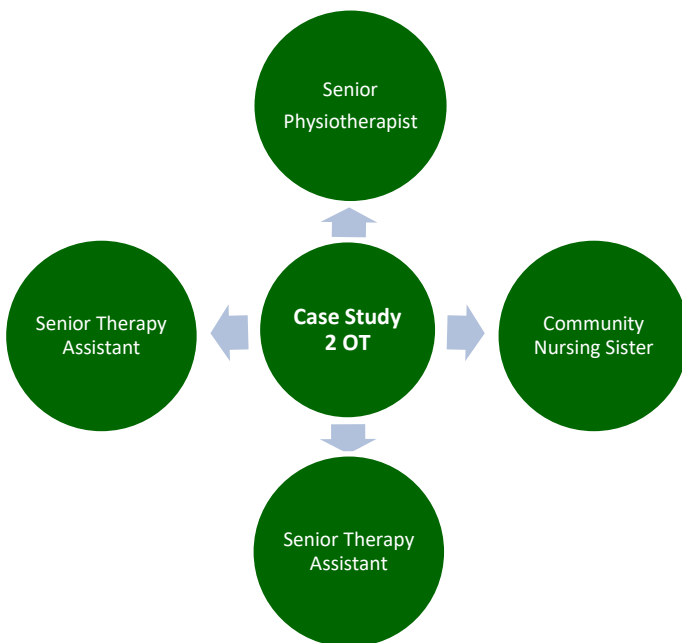 Senior
Physiotherapist
Senior Therapy
Assistant
Case Study
2 OT
Community
Nursing Sister
Senior Therapy
Assistant